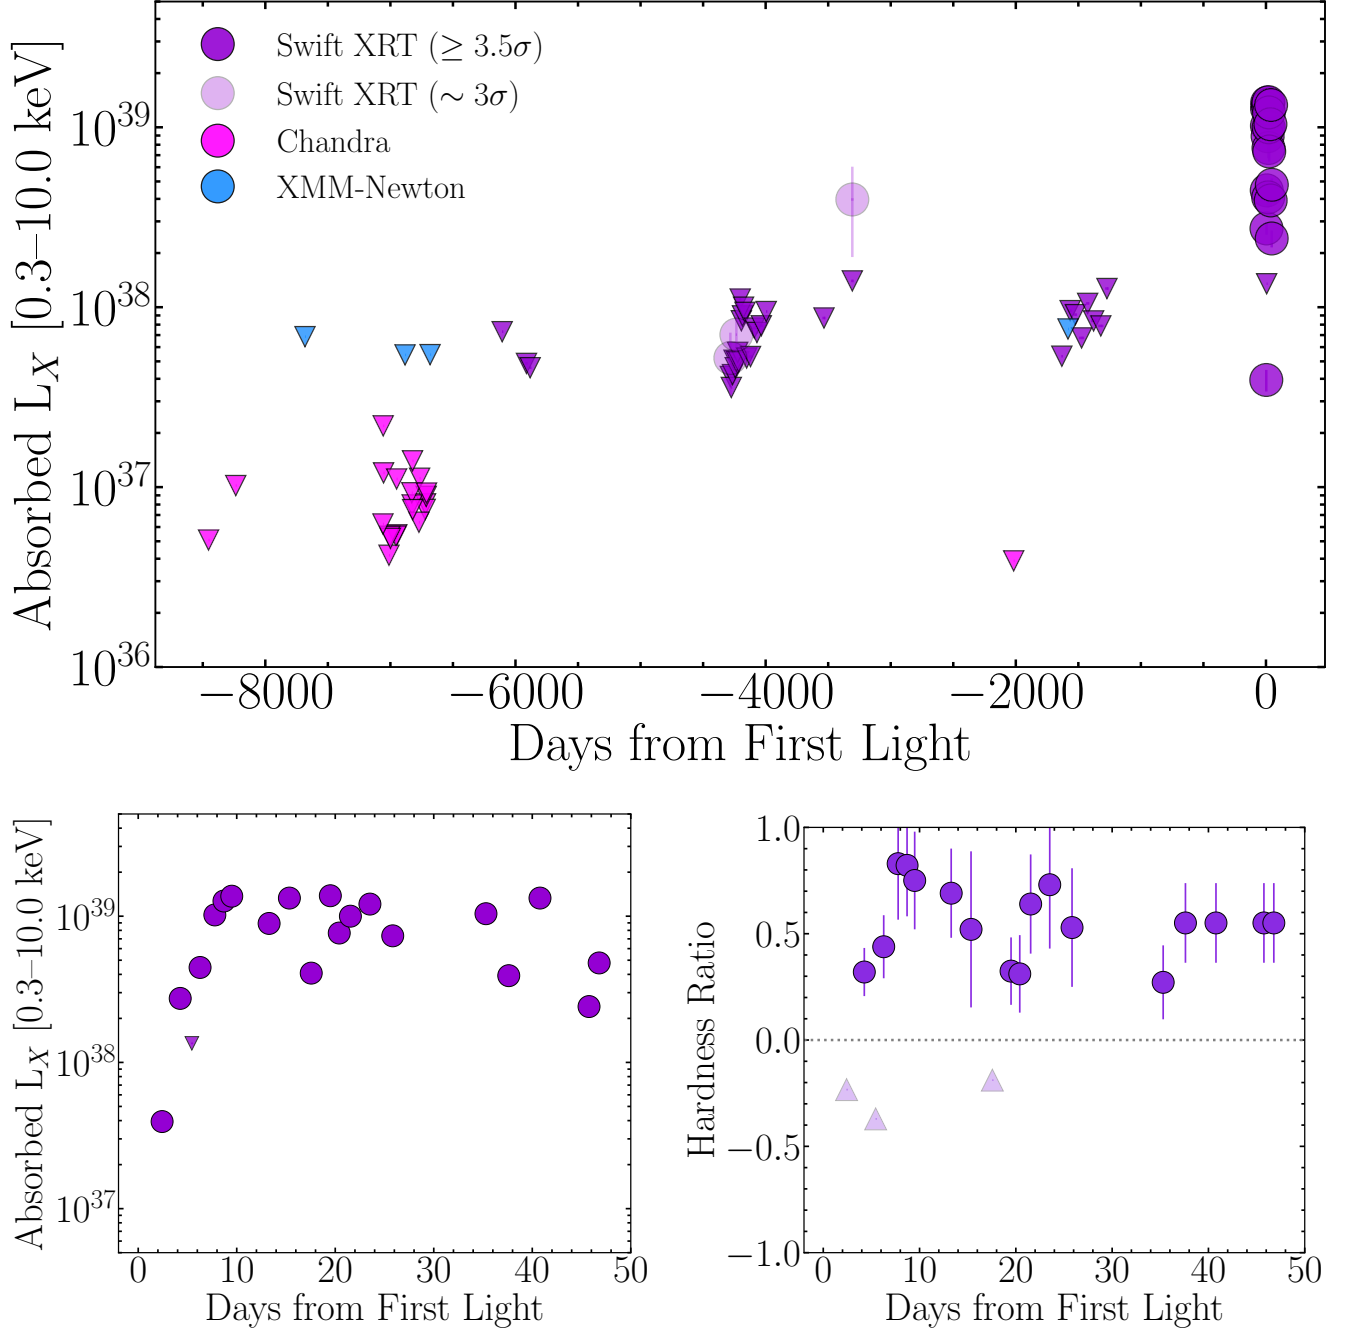 Swift XRT (≥ 3.5σ)
Swift XRT (∼ 3σ)
Chandra
XMM-Newton
Absorbed L_X [0.3–10.0 keV]
10^39
10^38
10^37
10^36
−8000 −6000 −4000 −2000 0
Days from First Light
Absorbed L_X [0.3–10.0 keV]
10^39
10^38
10^37
0 10 20 30 40 50
Days from First Light
Hardness Ratio
1.0
0.5
0.0
−0.5
−1.0
0 10 20 30 40 50
Days from First Light